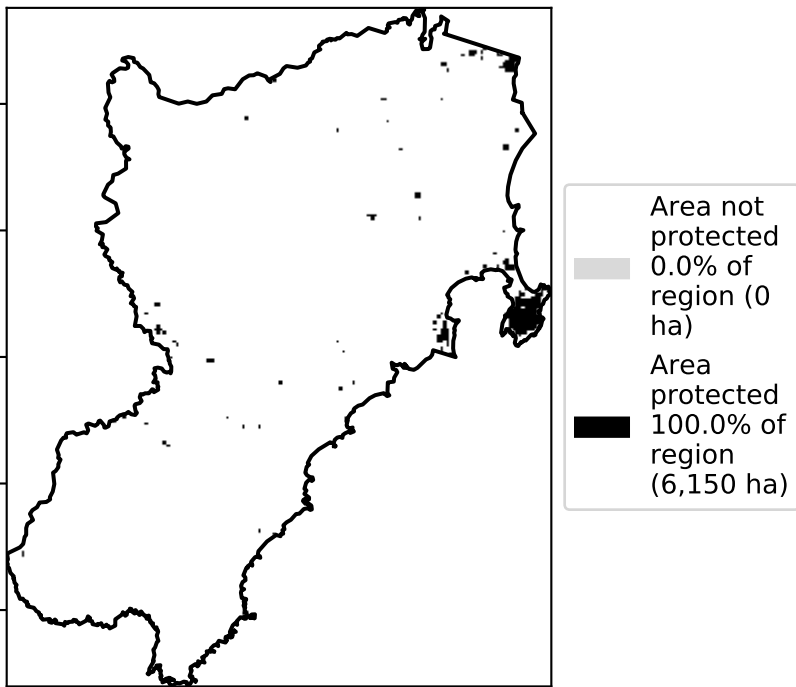 Area not
protected
0.0% of
region (0
ha)
Area
protected
100.0% of
region
(6,150 ha)